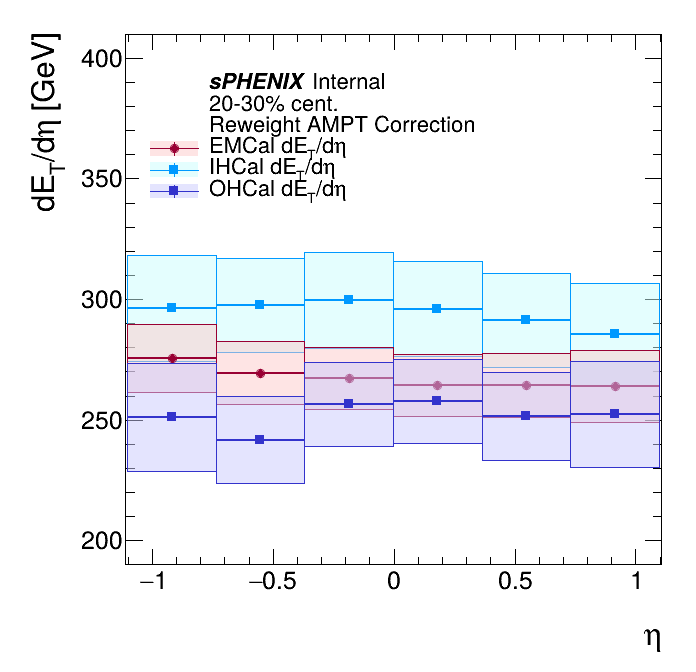 dE_T/dη [GeV]
400
350
300
250
200
sPHENIX Internal
20-30% cent.
Reweight AMPT Correction
EMCal dE_T/dη
IHCal dE_T/dη
OHCal dE_T/dη
−1 −0.5 0 0.5 1
η